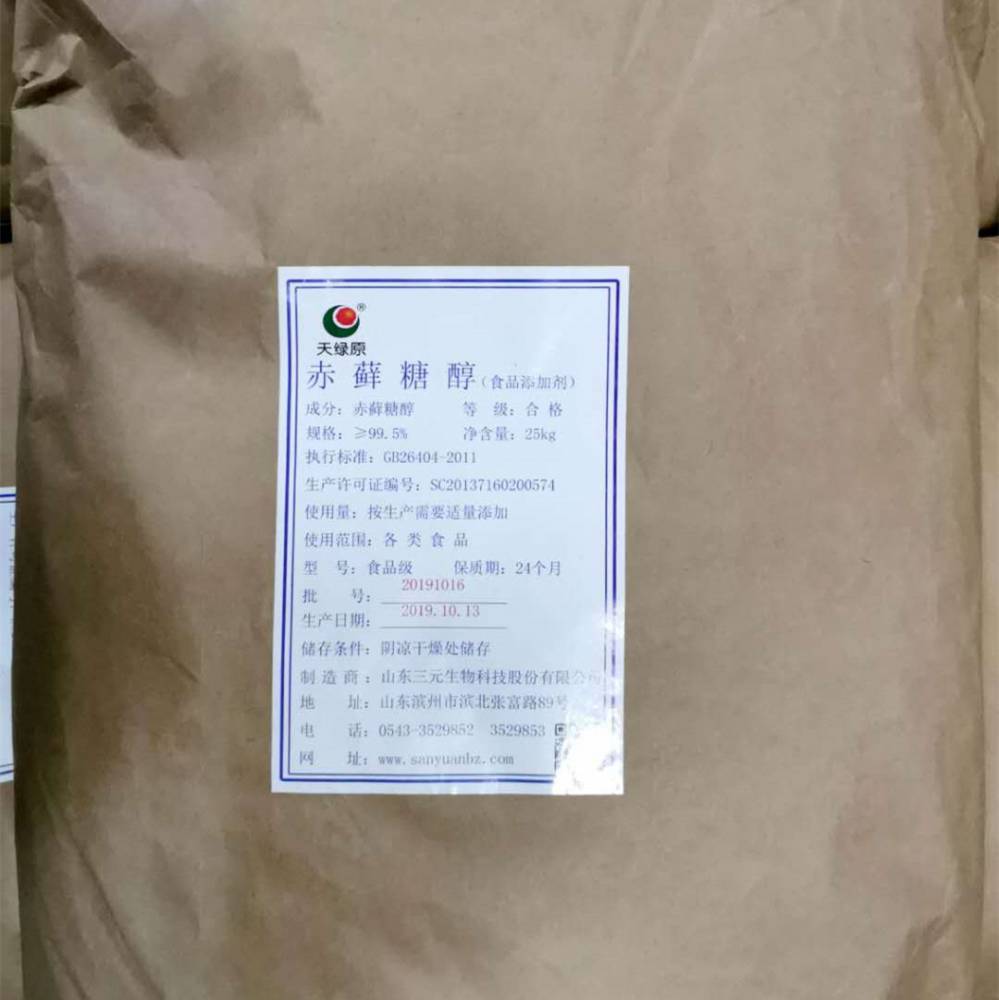 天绿原
赤藓糖醇(食品添加剂)
成分：赤藓糖醇 等 级：合 格
规格：≥99.5% 净含量：25kg
执行标准：GB26404-2011
生产许可证编号：SC20137160200574
使用量：按生产需要适量添加
使用范围：各 类 食 品
型 号：食品级 保质期：24个月
批 号：20191016
生产日期：2019.10.13
储存条件：阴凉干燥处储存
制 造 商：山东三元生物科技股份有限公司
地 址：山东滨州市滨北张富路89号
电 话：0543-3529852 3529853
网 址：www.sanyuanbz.com